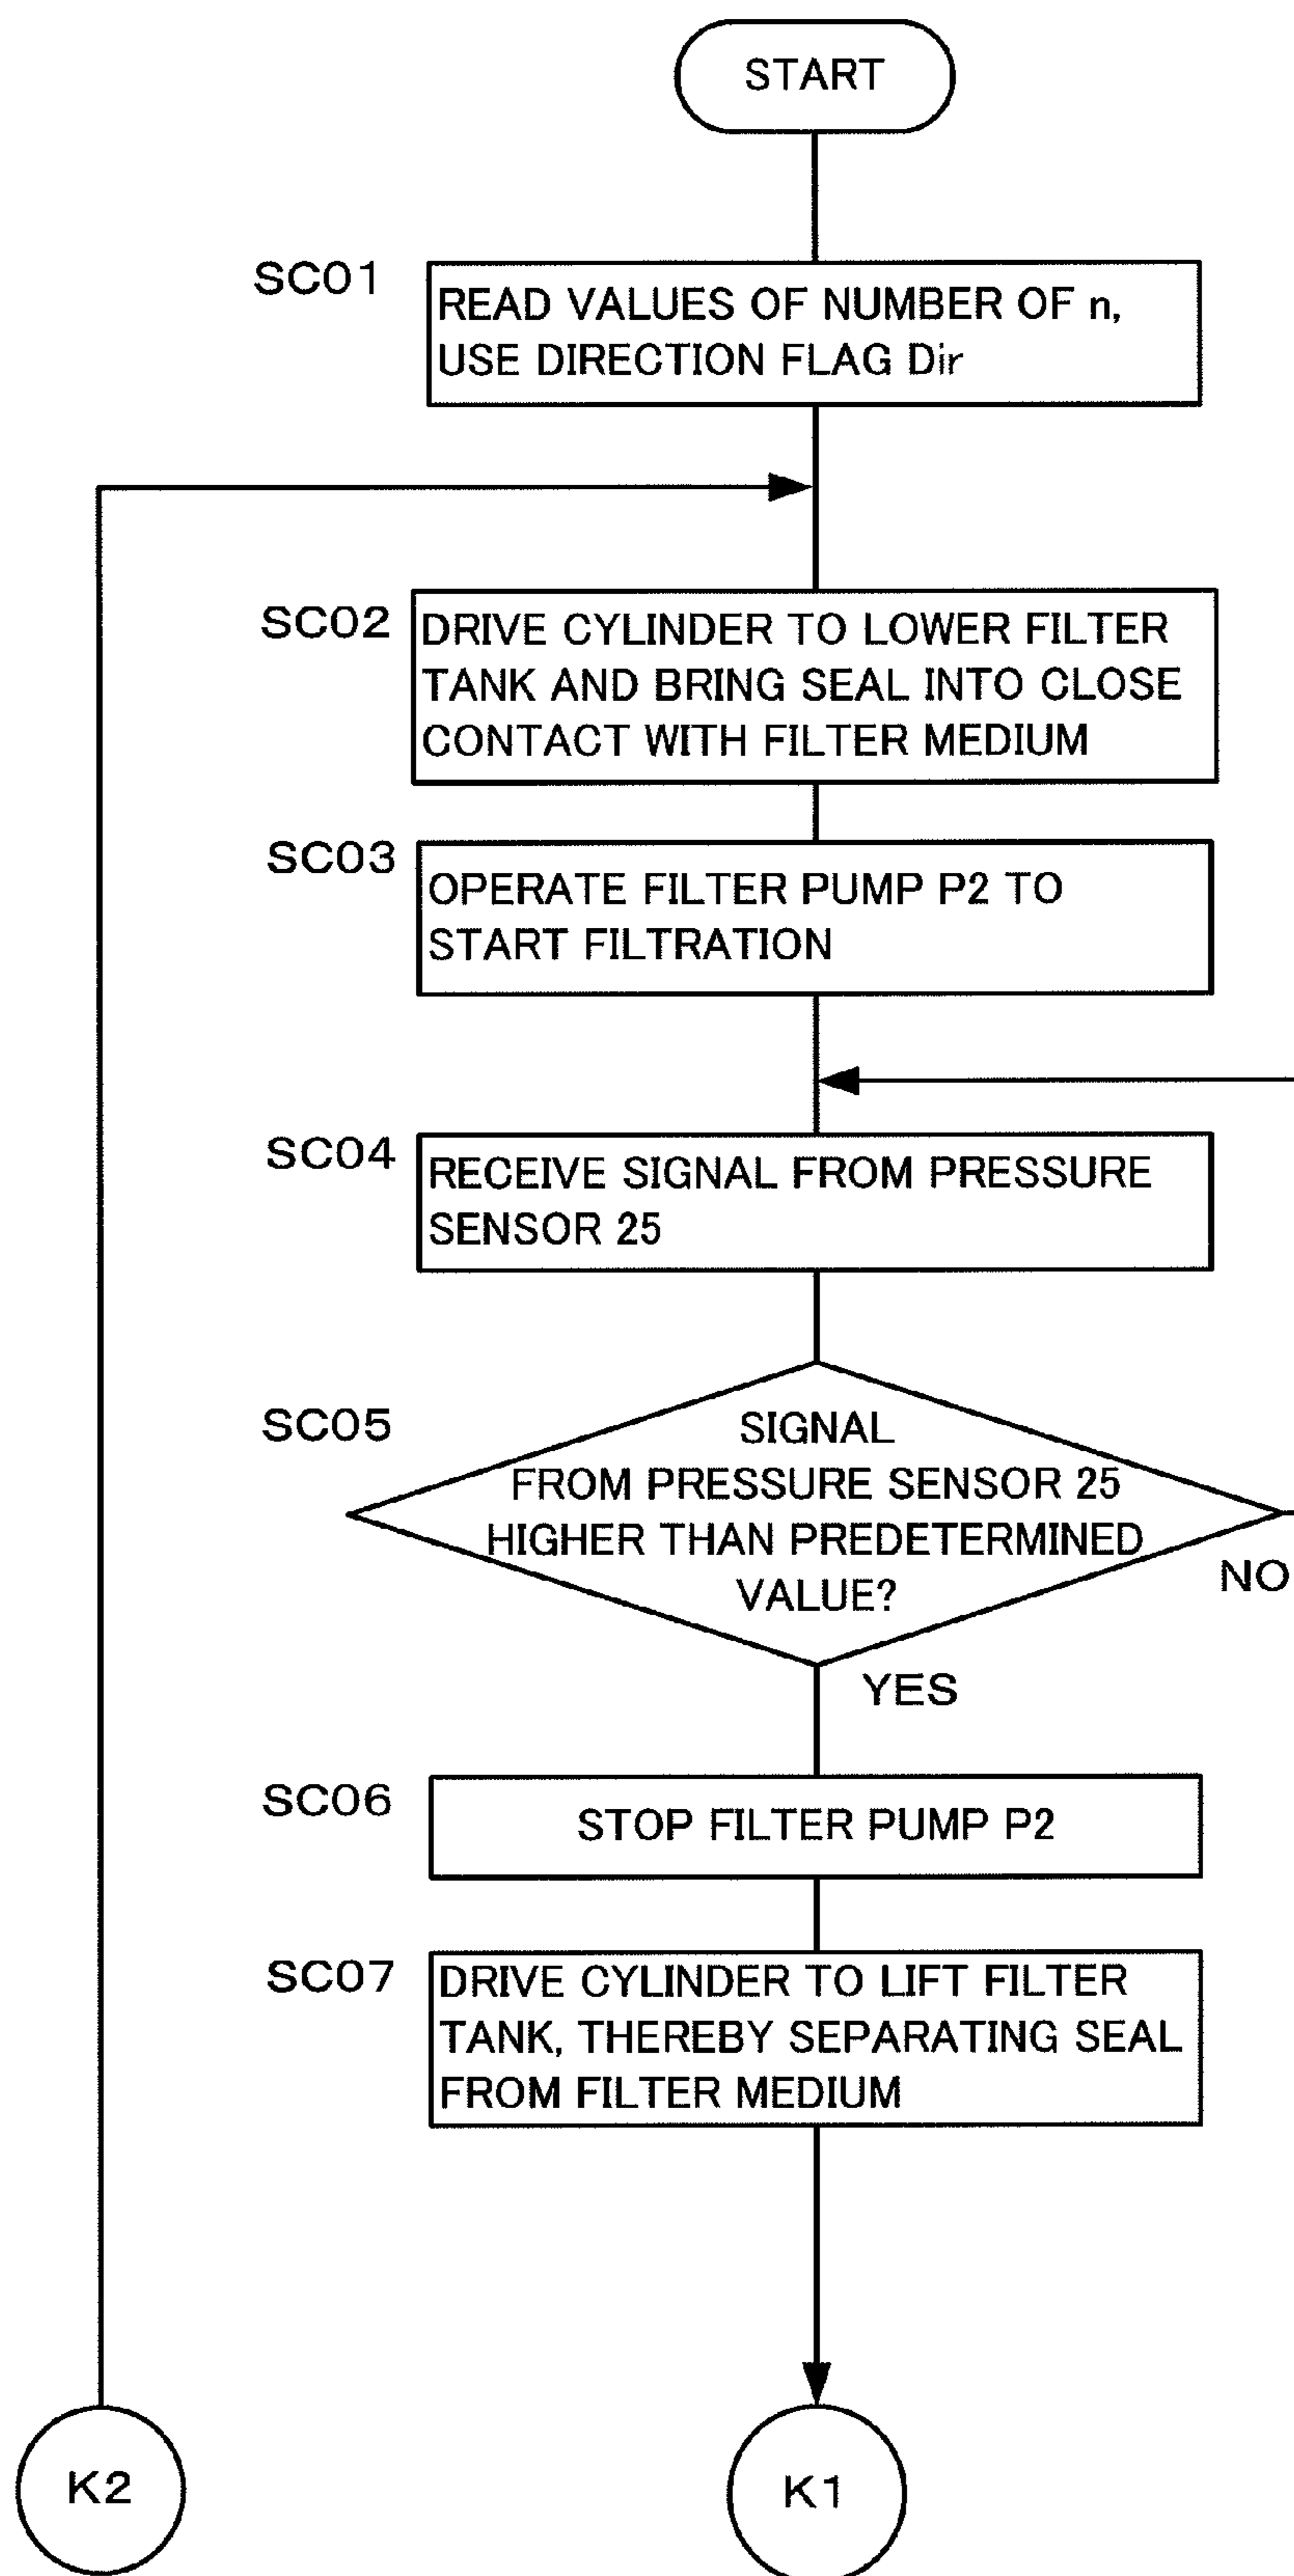 START
SC01
READ VALUES OF NUMBER OF n,
USE DIRECTION FLAG Dir
SC02
DRIVE CYLINDER TO LOWER FILTER
TANK AND BRING SEAL INTO CLOSE
CONTACT WITH FILTER MEDIUM
SC03
OPERATE FILTER PUMP P2 TO
START FILTRATION
SC04
RECEIVE SIGNAL FROM PRESSURE
SENSOR 25
SC05
SIGNAL
FROM PRESSURE SENSOR 25
HIGHER THAN PREDETERMINED
VALUE?
NO
YES
SC06
STOP FILTER PUMP P2
SC07
DRIVE CYLINDER TO LIFT FILTER
TANK, THEREBY SEPARATING SEAL
FROM FILTER MEDIUM
K2
K1